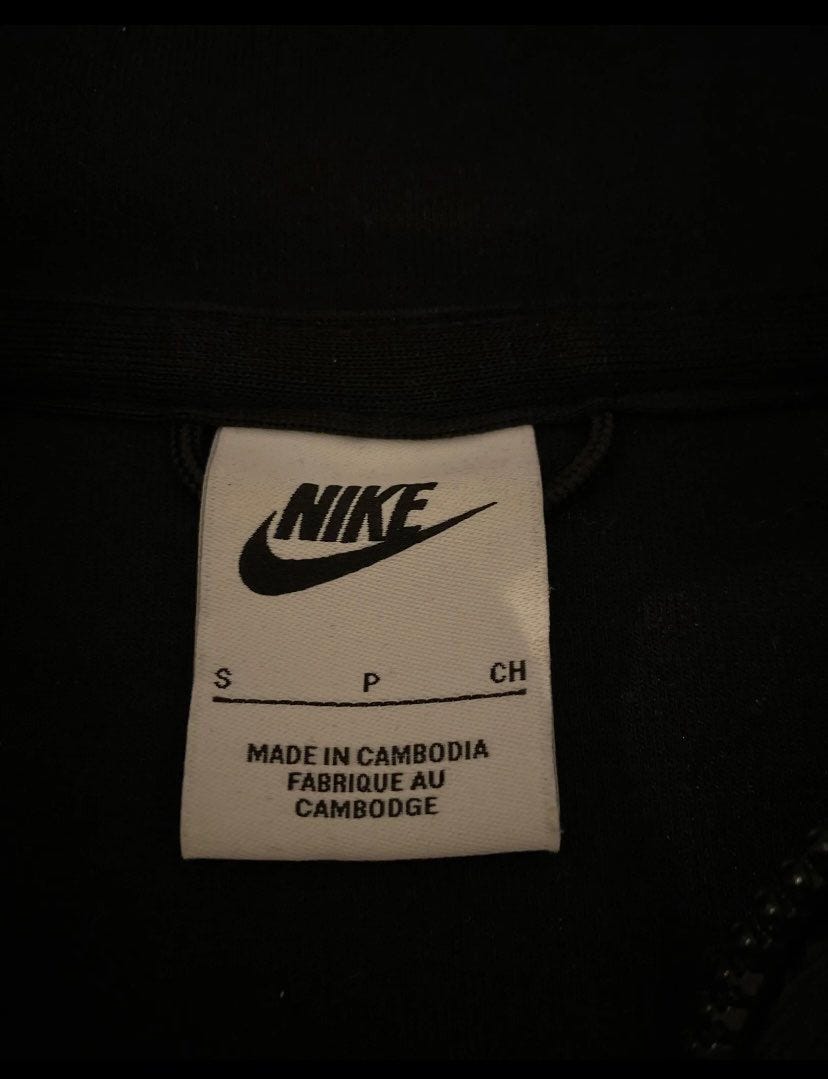 NIKE
S P CH
MADE IN CAMBODIA
FABRIQUE AU
CAMBODGE